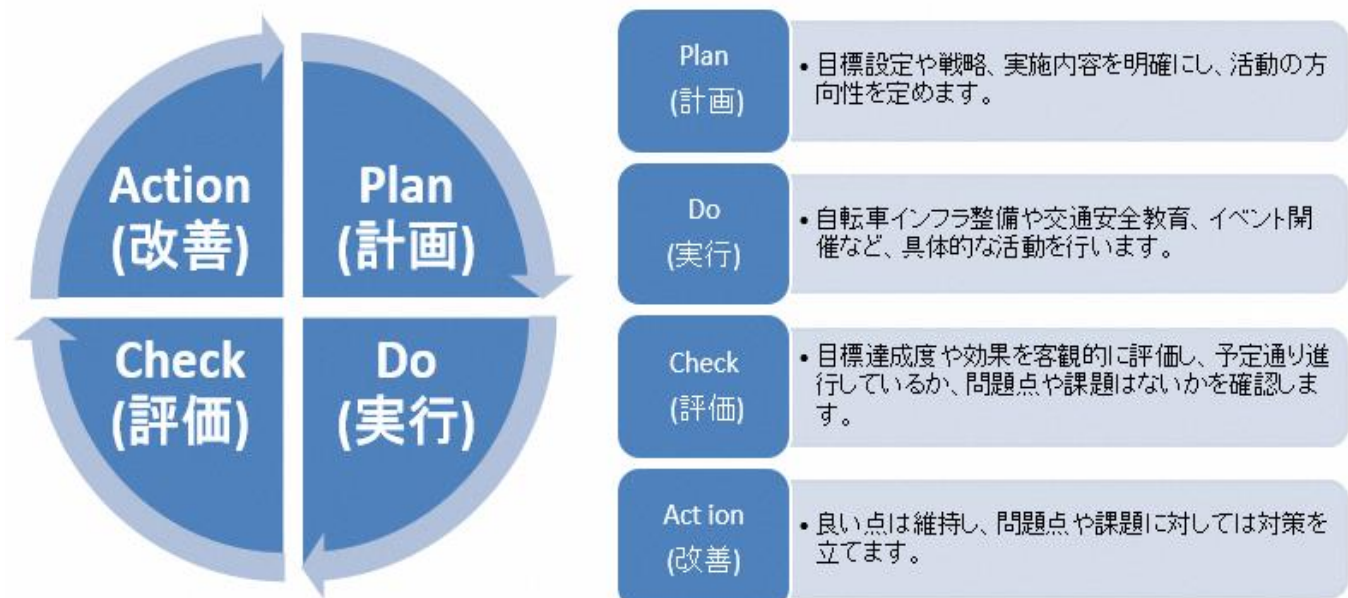 Action
(改善)
Plan
(計画)
Check
(評価)
Do
(実行)
Plan
(計画)
• 目標設定や戦略、実施内容を明確にし、活動の方
向性を定めます。
Do
(実行)
• 自転車インフラ整備や交通安全教育、イベント開
催など、具体的な活動を行います。
Check
(評価)
• 目標達成度や効果を客観的に評価し、予定通り進
行しているか、問題点や課題はないかを確認しま
す。
Act ion
(改善)
• 良い点は維持し、問題点や課題に対しては対策を
立てます。